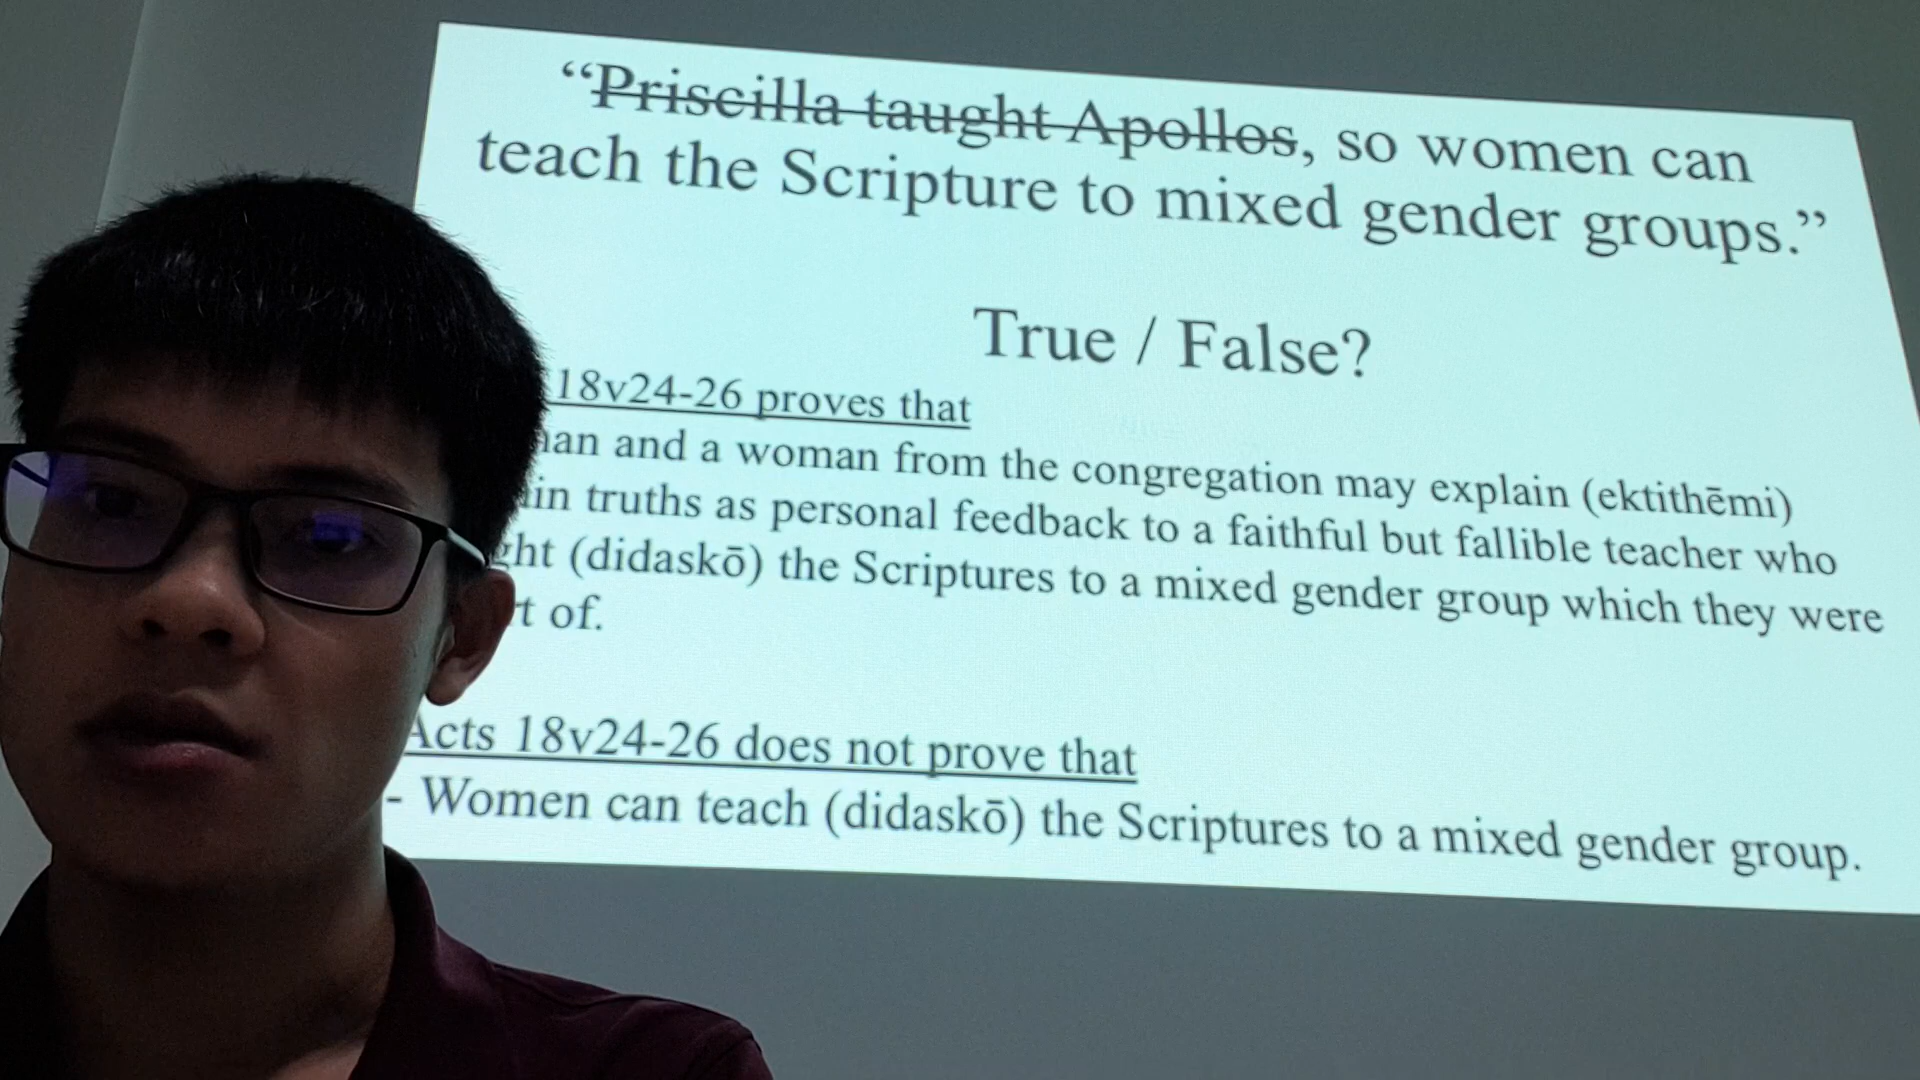 “Priscilla taught Apollos, so women can
teach the Scripture to mixed gender groups.”
True / False?
18v24-26 proves that
and a woman from the congregation may explain (ektithēmi)
truths as personal feedback to a faithful but fallible teacher who
(didaskō) the Scriptures to a mixed gender group which they were
of.
Acts 18v24-26 does not prove that
- Women can teach (didaskō) the Scriptures to a mixed gender group.